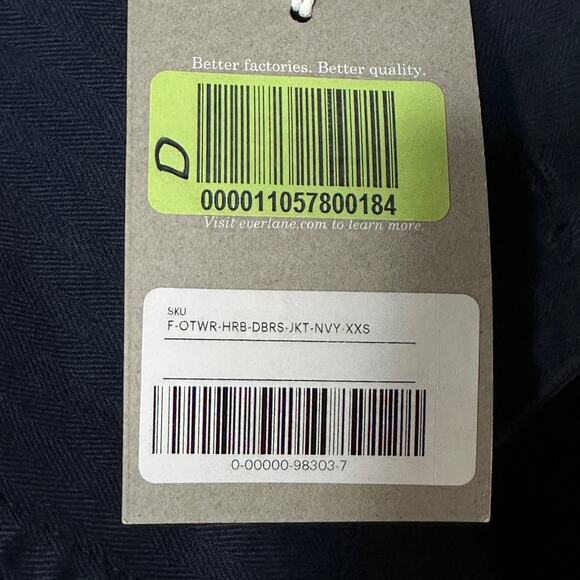 Better factories. Better quality.
D
000011057800184
Visit everlane.com to learn more.
SKU
F-OTWR-HRB-DBRS-JKT-NVY-XXS
0-00000-98303-7